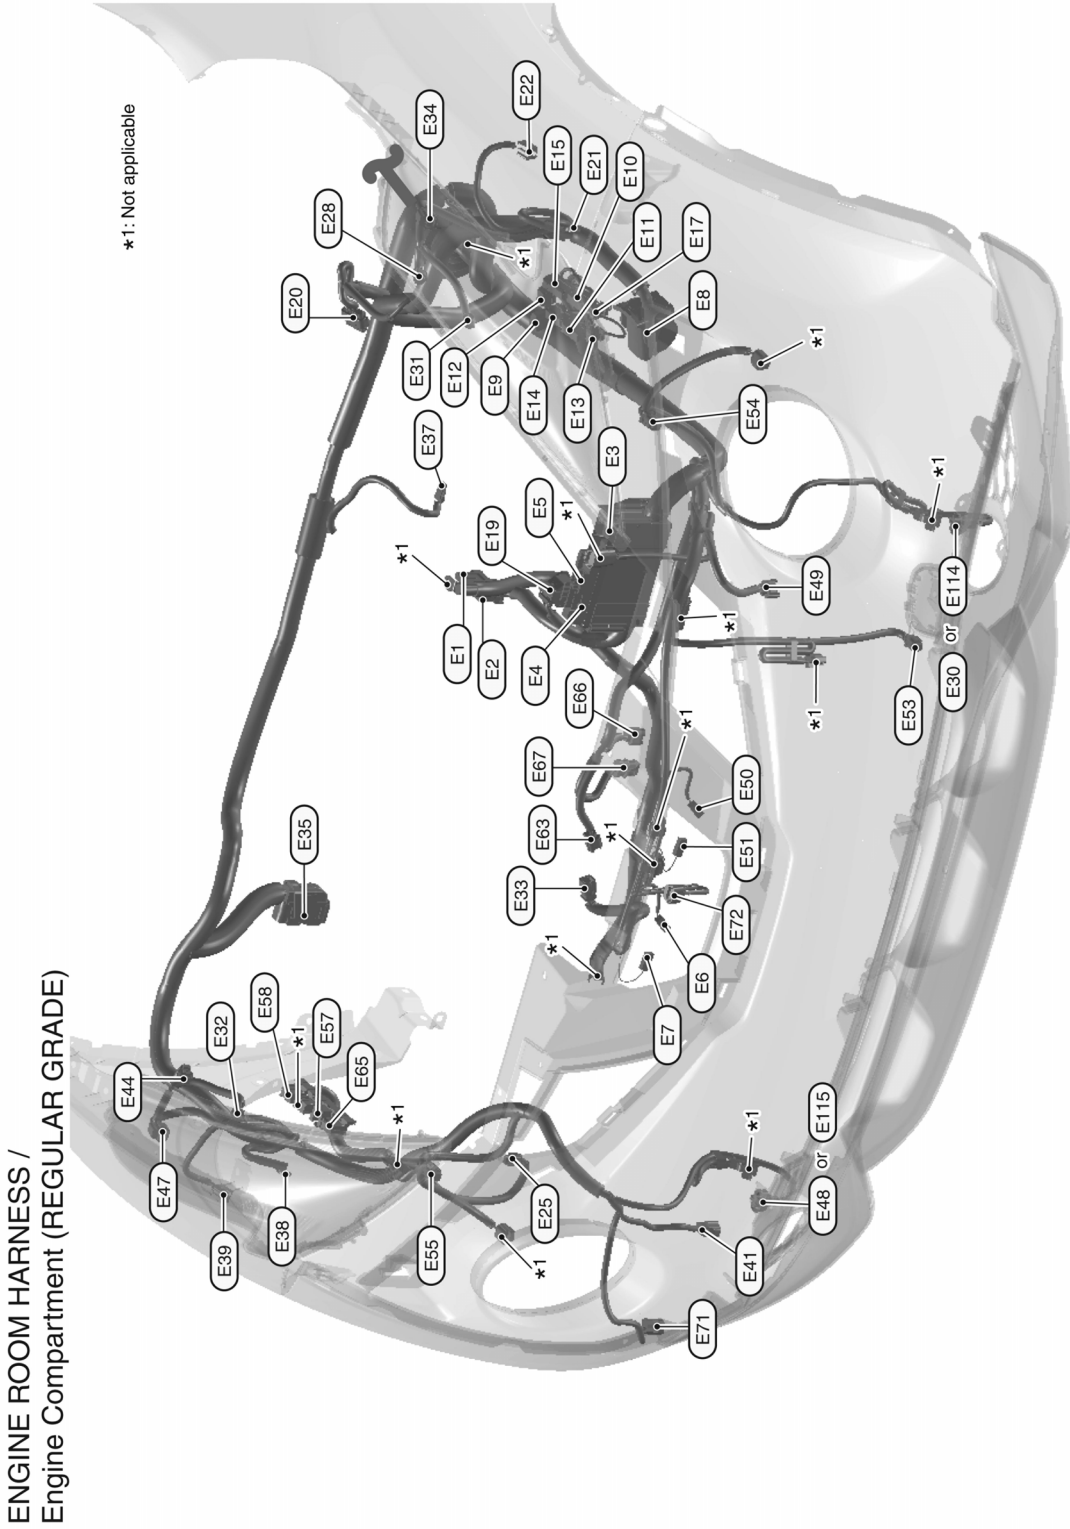 ENGINE ROOM HARNESS /
Engine Compartment (REGULAR GRADE)
*1: Not applicable
E20
E28
E34
E22
E15
E21
E10
E11
E17
E8
*1
*1
E31
E12
E9
E14
E13
E54
E37
E3
E5
*1
E19
*1
*1
E1
E2
E4
E66
E67
E63
*1
E33
*1
*1
E49
E114
or
E30
*1
E53
*1
E50
E51
E72
E6
E7
E35
E44
E32
E58
*1
E57
E65
*1
E47
E39
E38
E55
E25
*1
E41
E71
*1
E115
or
E48